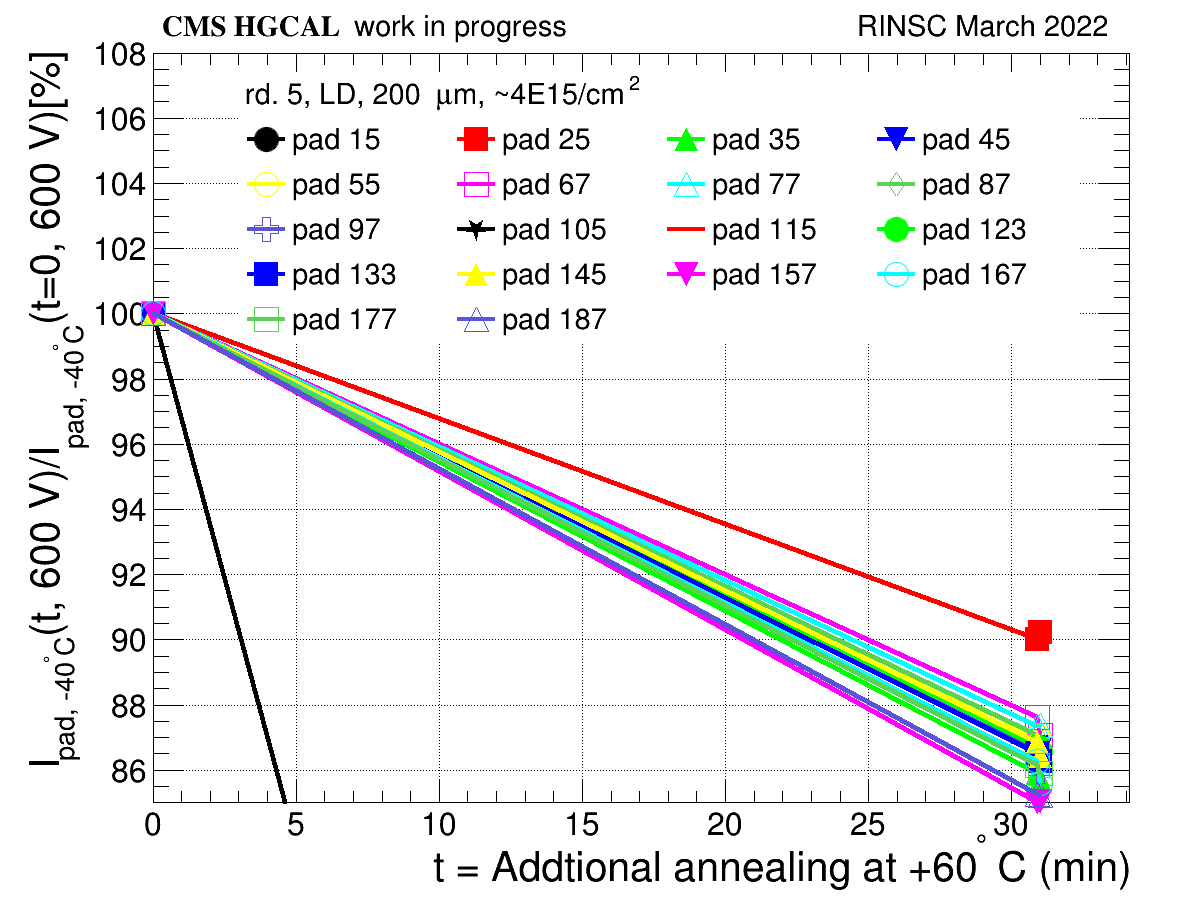 CMS HGCAL work in progress RINSC March 2022
I_pad, -40°C(t, 600 V)/I_pad, -40°C(t=0, 600 V)[%]
108
106
104
102
100
98
96
94
92
90
88
86
rd. 5, LD, 200 μm, ~4E15/cm²
pad 15 pad 25 pad 35 pad 45
pad 55 pad 67 pad 77 pad 87
pad 97 pad 105 pad 115 pad 123
pad 133 pad 145 pad 157 pad 167
pad 177 pad 187
0 5 10 15 20 25 30
t = Addtional annealing at +60°C (min)